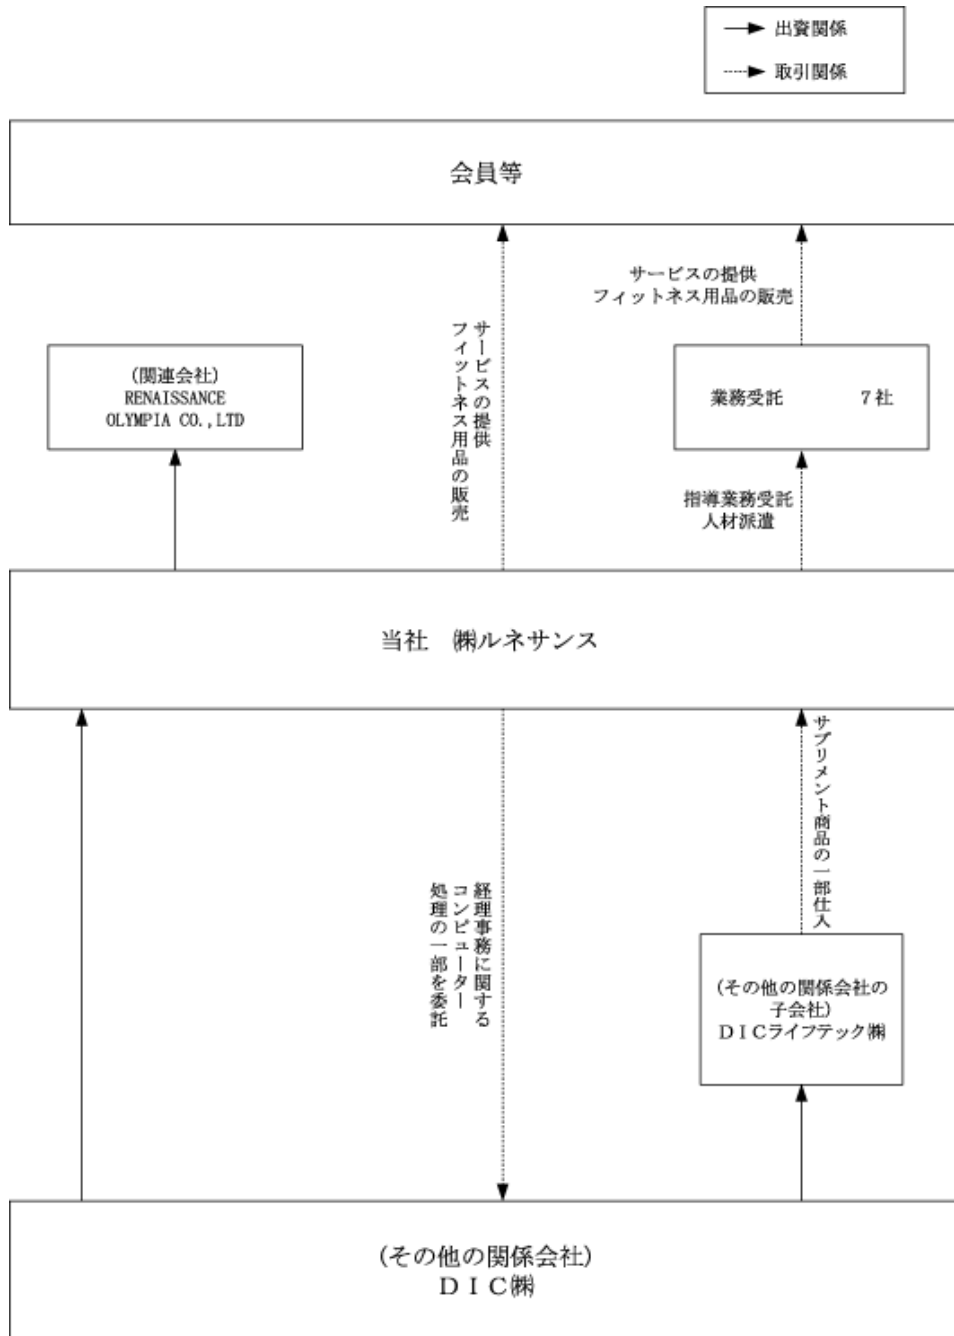 出資関係
取引関係
会員等
サービスの提供
フィットネス用品の販売
サービスの提供
フィットネス用品の販売
(関連会社)
RENAISSANCE
OLYMPIA CO.,LTD
業務受託　　　　7社
指導業務受託
人材派遣
当社　㈱ルネサンス
サプリメント商品の一部仕入
経理事務に関する
コンピューター
処理の一部を委託
(その他の関係会社の
子会社)
ＤＩＣライフテック㈱
(その他の関係会社)
ＤＩＣ㈱